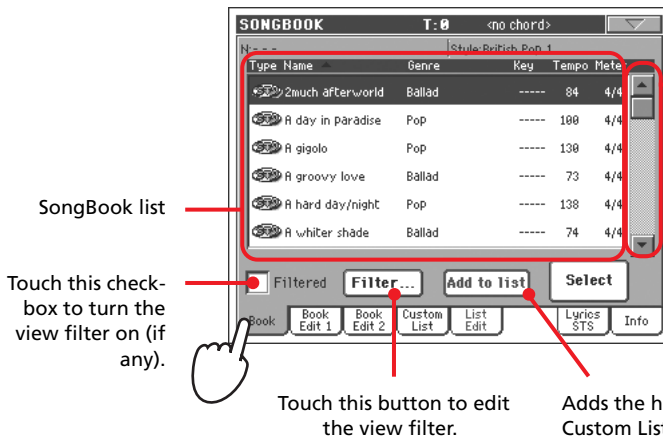 SONGBOOK T:0 <no chord>
N:- - - Style:British Pop 1
Type Name Genre Key Tempo Meter
2much afterworld Ballad ----- 84 4/4
A day in paradise Pop ----- 100 4/4
A gigolo Pop ----- 130 4/4
A groovy love Ballad ----- 73 4/4
A hard day/night Pop ----- 138 4/4
A whiter shade Ballad ----- 74 4/4
SongBook list
Filtered Filter... Add to list Select
Touch this check-
box to turn the
view filter on (if
any).
Book Book Edit 1 Book Edit 2 Custom List List Edit Lyrics STS Info
Touch this button to edit
the view filter.
Adds the h
Custom List